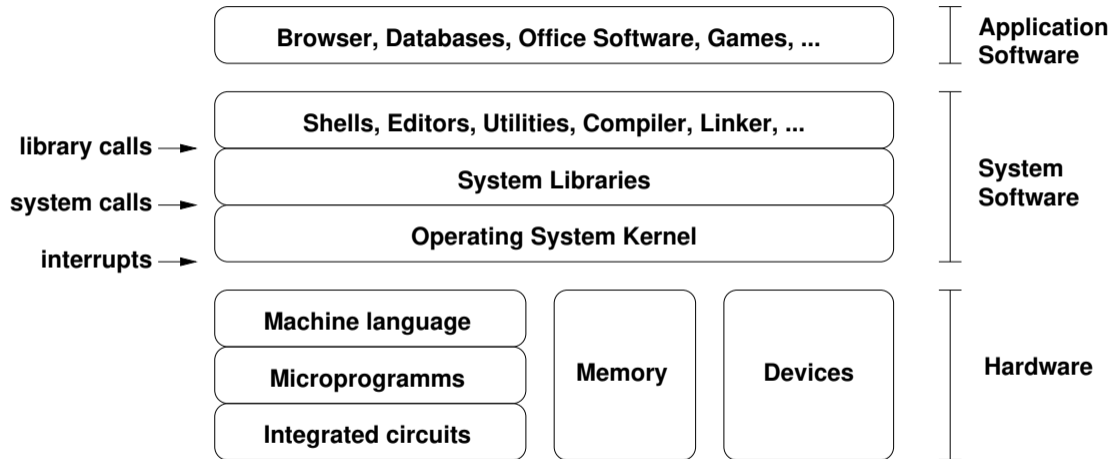 Browser, Databases, Office Software, Games, ...
Application
Software
Shells, Editors, Utilities, Compiler, Linker, ...
library calls
System Libraries
System
Software
system calls
Operating System Kernel
interrupts
Machine language
Microprogramms
Integrated circuits
Memory
Devices
Hardware